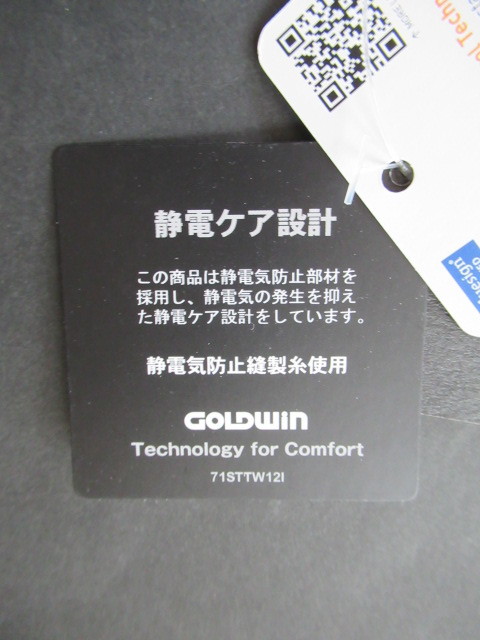 静電ケア設計
この商品は静電気防止部材を
採用し、静電気の発生を抑え
た静電ケア設計をしています。
静電気防止縫製糸使用
GOLDWIN
Technology for Comfort
71STTW12I
↑ MORE
design